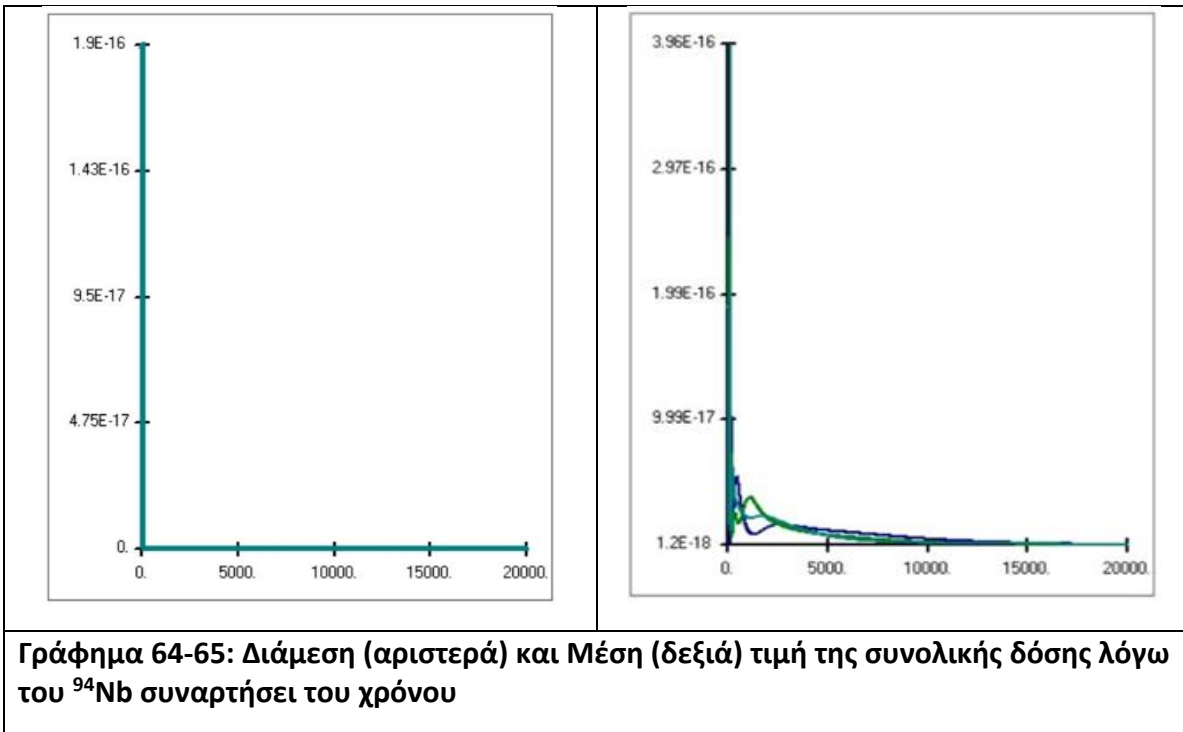 1.9E-16
1.43E-16
9.5E-17
4.75E-17
0.
0. 5000. 10000. 15000. 20000.
3.96E-16
2.97E-16
1.99E-16
9.99E-17
1.2E-18
0. 5000. 10000. 15000. 20000.
Γράφημα 64-65: Διάμεση (αριστερά) και Μέση (δεξιά) τιμή της συνολικής δόσης λόγω
του ⁹⁴Nb συναρτήσει του χρόνου